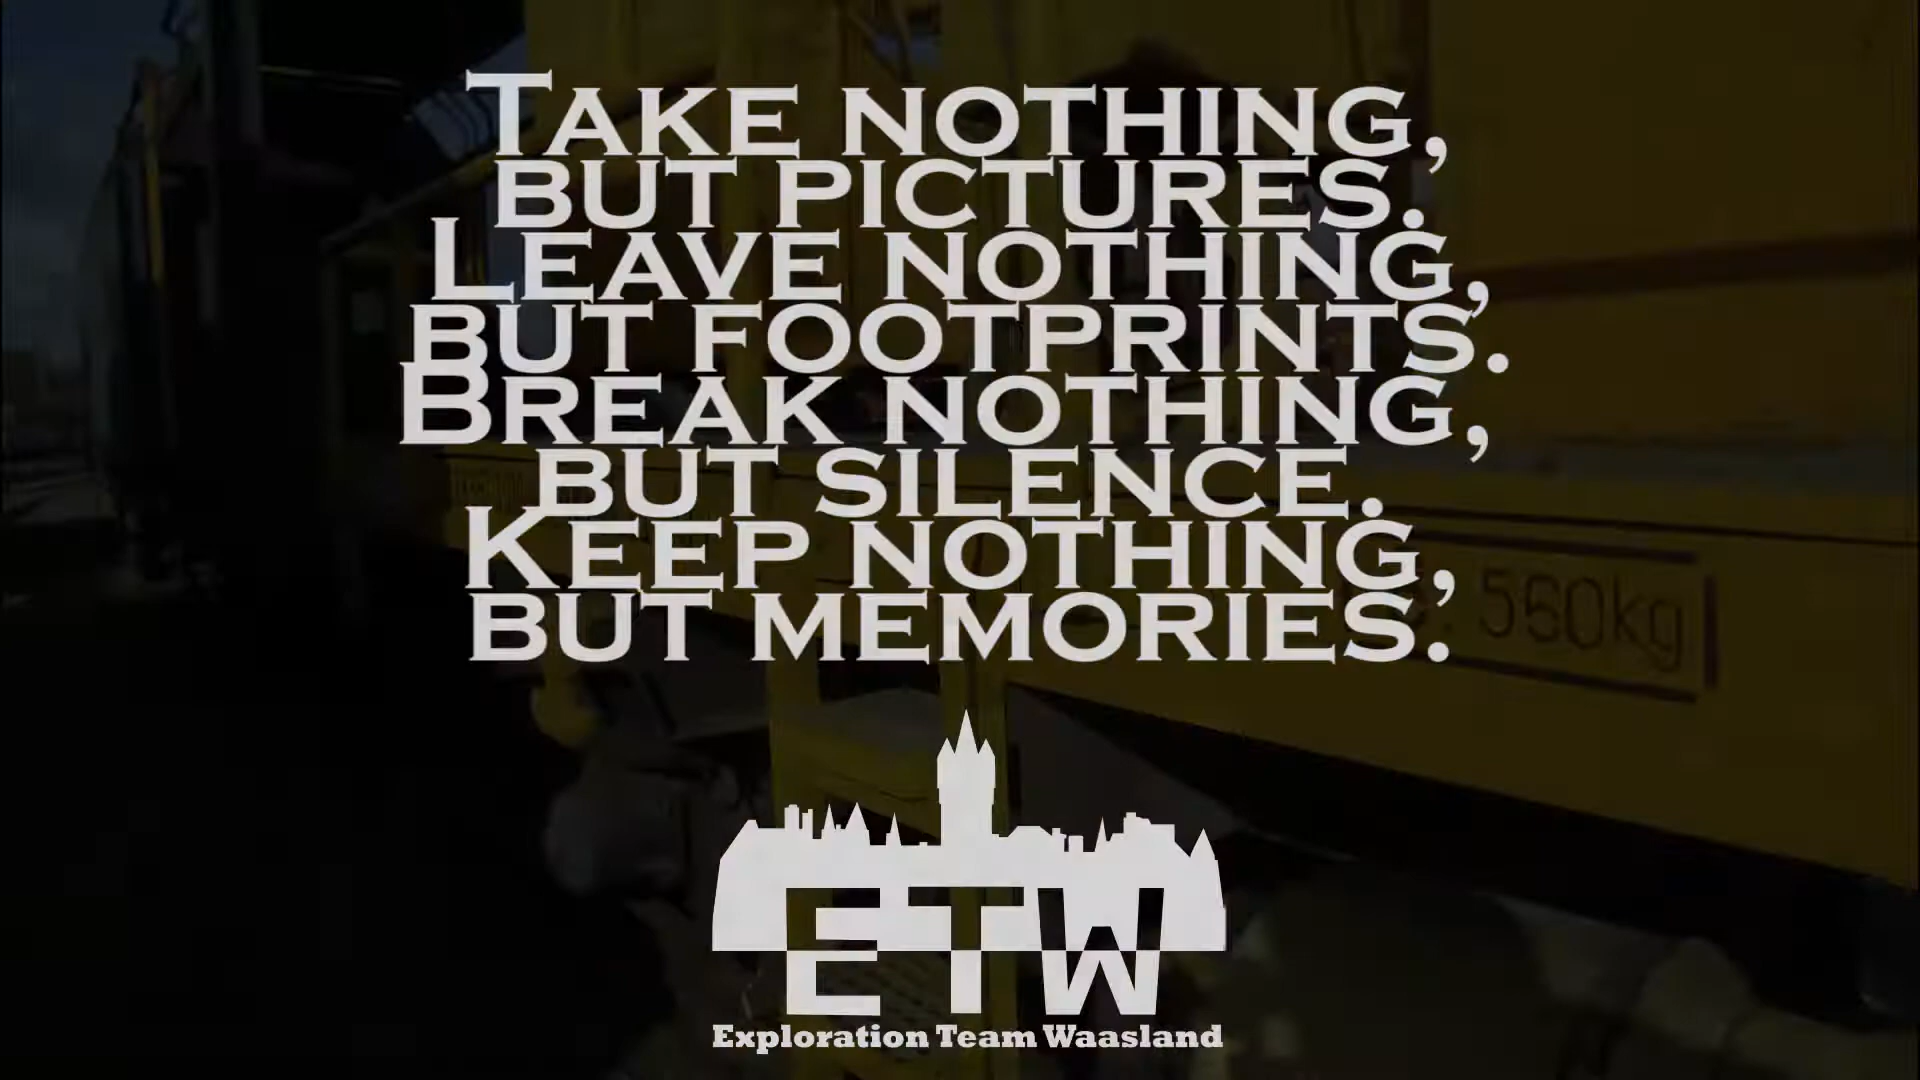 Take nothing,
but pictures.
Leave nothing,
but footprints.
Break nothing,
but silence.
Keep nothing,
but memories.
560kg
ETW
Exploration Team Waasland